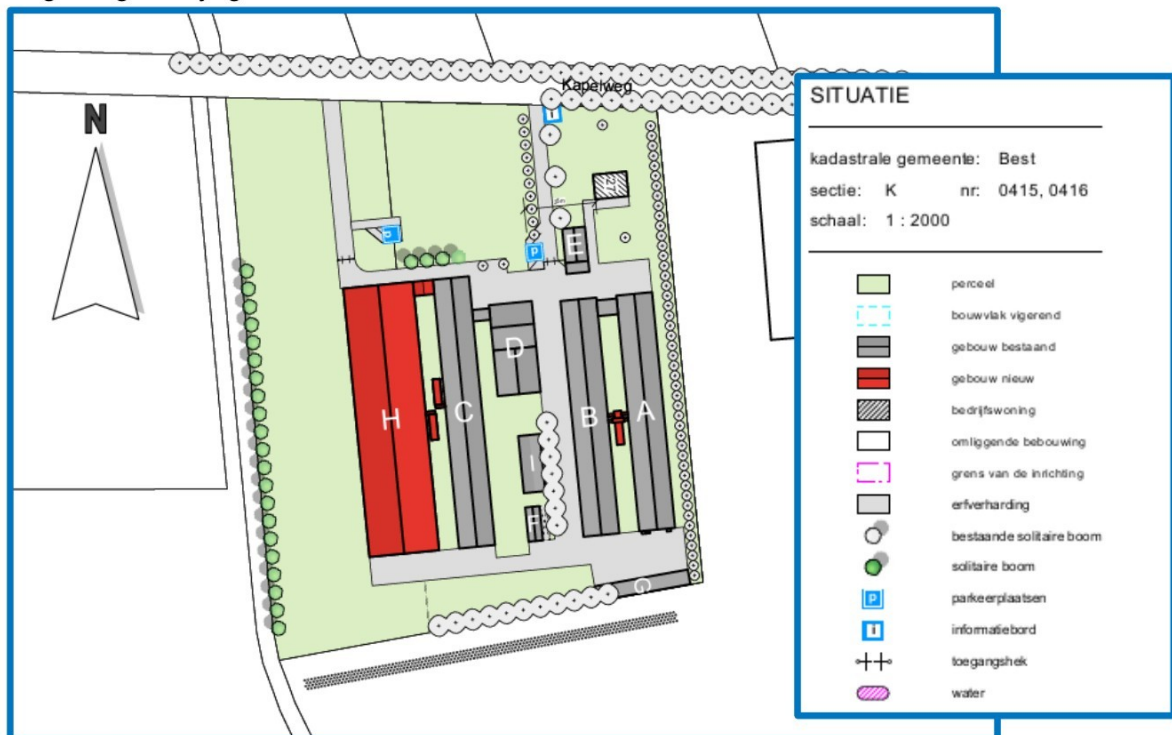 N
Kapelweg
i
P
P
E
D
H
C
B
A
I
F
G
SITUATIE
kadastrale gemeente: Best
sectie: K nr: 0415, 0416
schaal: 1 : 2000
perceel
bouwvlak vigerend
gebouw bestaand
gebouw nieuw
bedrijfswoning
omliggende bebouwing
grens van de inrichting
erfverharding
bestaande solitaire boom
solitaire boom
P parkeerplaatsen
i informatiebord
toegangshek
water